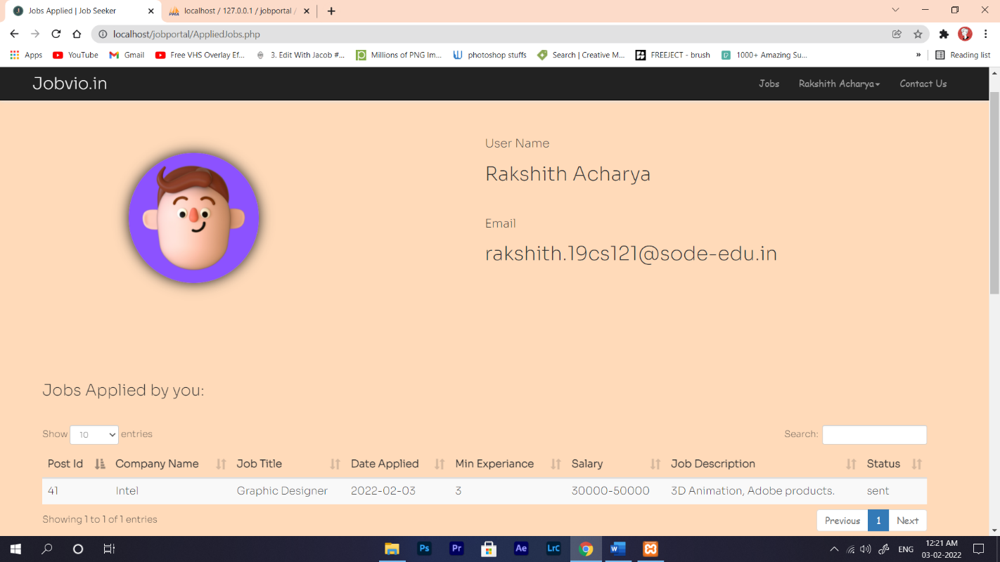 Jobs Applied | Job Seeker
localhost / 127.0.0.1 / jobportal /
localhost/jobportal/AppliedJobs.php
Apps YouTube Gmail Free VHS Overlay Ef... 3. Edit With Jacob #... Millions of PNG Im... photoshop stuffs Search | Creative M... FREEJECT - brush 1000+ Amazing Su... » Reading list
Jobvio.in Jobs Rakshith Acharya Contact Us
User Name
Rakshith Acharya
Email
rakshith.19cs121@sode-edu.in
Jobs Applied by you:
Show 10 entries Search:
Post Id Company Name Job Title Date Applied Min Experiance Salary Job Description Status
41 Intel Graphic Designer 2022-02-03 3 30000-50000 3D Animation, Adobe products. sent
Showing 1 to 1 of 1 entries Previous 1 Next
Ps Pr Ae LrC W ENG 12:21 AM
03-02-2022